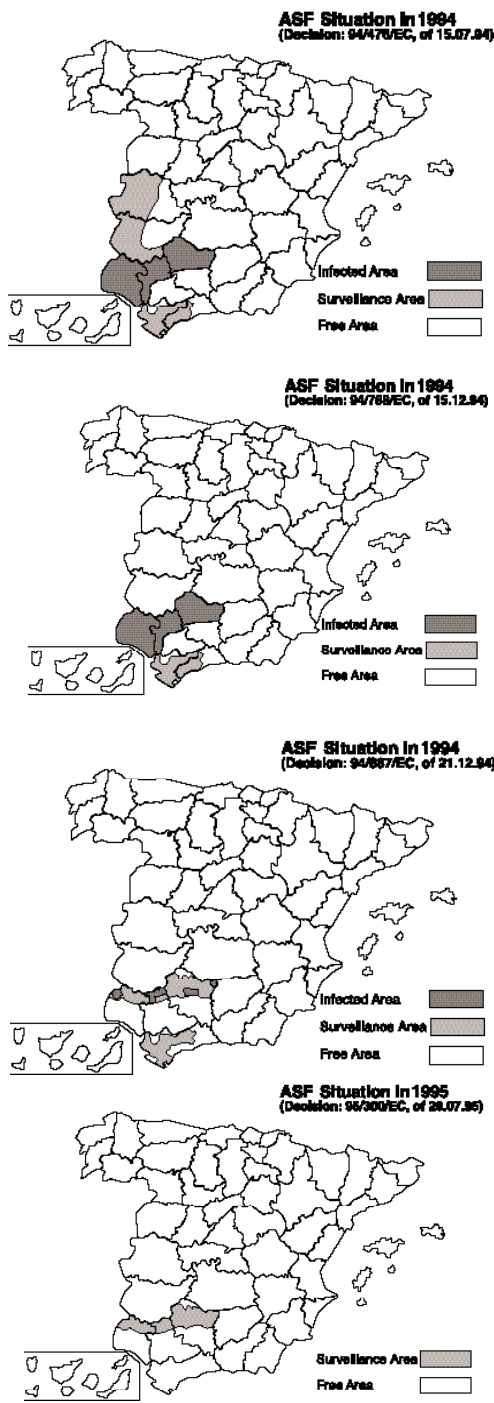 ASF Situation in 1994
(Decision: 94/476/EC, of 15.07.94)
Infected Area
Surveillance Area
Free Area
ASF Situation in 1994
(Decision: 94/788/EC, of 15.12.94)
Infected Area
Surveillance Area
Free Area
ASF Situation in 1994
(Decision: 94/887/EC, of 21.12.94)
Infected Area
Surveillance Area
Free Area
ASF Situation in 1995
(Decision: 95/300/EC, of 28.07.95)
Surveillance Area
Free Area